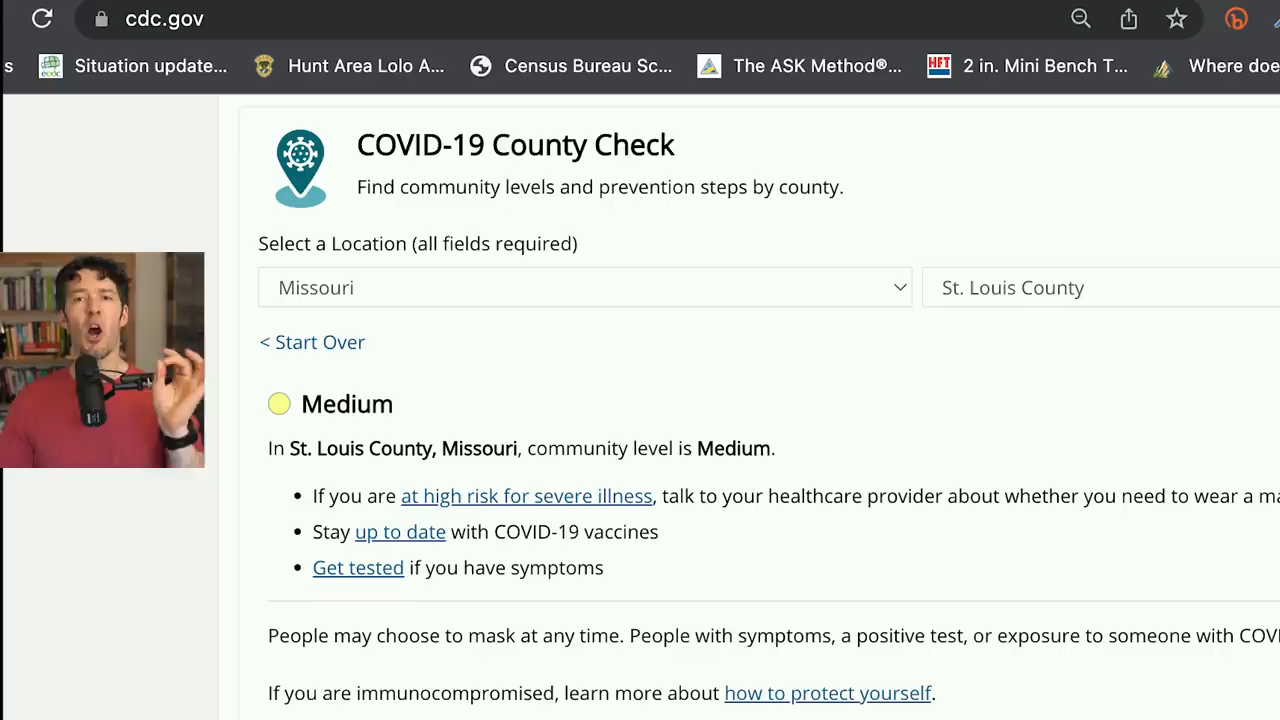 cdc.gov
s
Situation update...
Hunt Area Lolo A...
Census Bureau Sc...
The ASK Method®...
HFT
2 in. Mini Bench T...
Where doe
COVID-19 County Check
Find community levels and prevention steps by county.
Select a Location (all fields required)
Missouri
St. Louis County
< Start Over
Medium
In St. Louis County, Missouri, community level is Medium.
• If you are at high risk for severe illness, talk to your healthcare provider about whether you need to wear a ma
• Stay up to date with COVID-19 vaccines
• Get tested if you have symptoms
People may choose to mask at any time. People with symptoms, a positive test, or exposure to someone with COVI
If you are immunocompromised, learn more about how to protect yourself.